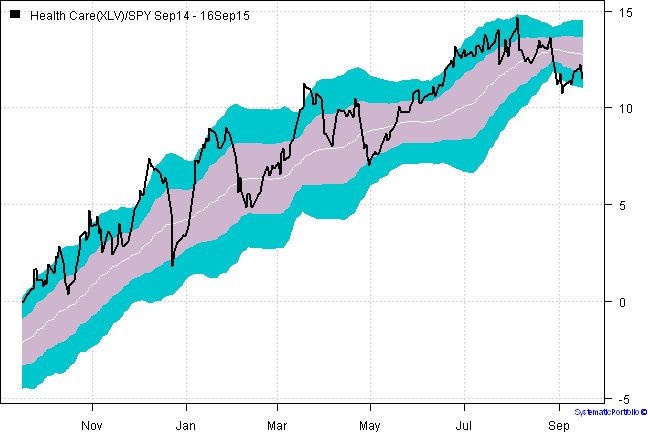 Health Care(XLV)/SPY Sep14 - 16Sep15
15
10
5
0
-5
Nov Jan Mar May Jul Sep
SystematicPortfolio ©